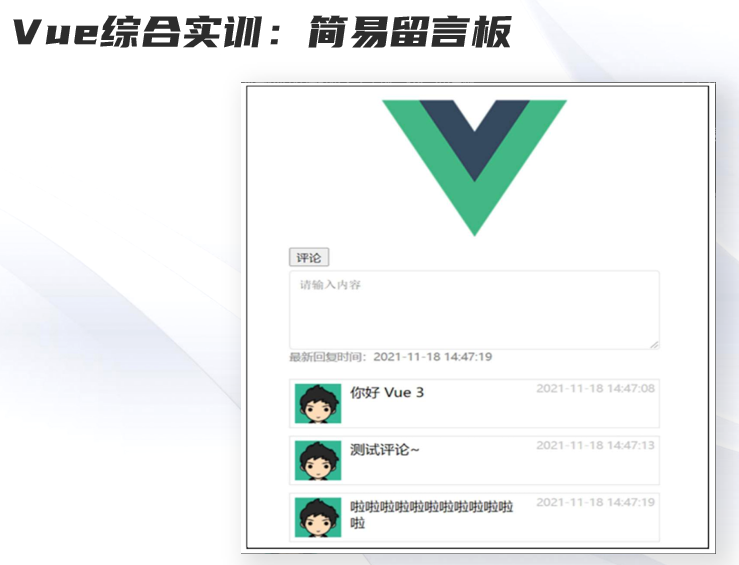 Vue综合实训：简易留言板
评论
请输入内容
最新回复时间：2021-11-18 14:47:19
你好 Vue 3
2021-11-18 14:47:08
测试评论~
2021-11-18 14:47:13
啦啦啦啦啦啦啦啦啦啦啦
2021-11-18 14:47:19
啦